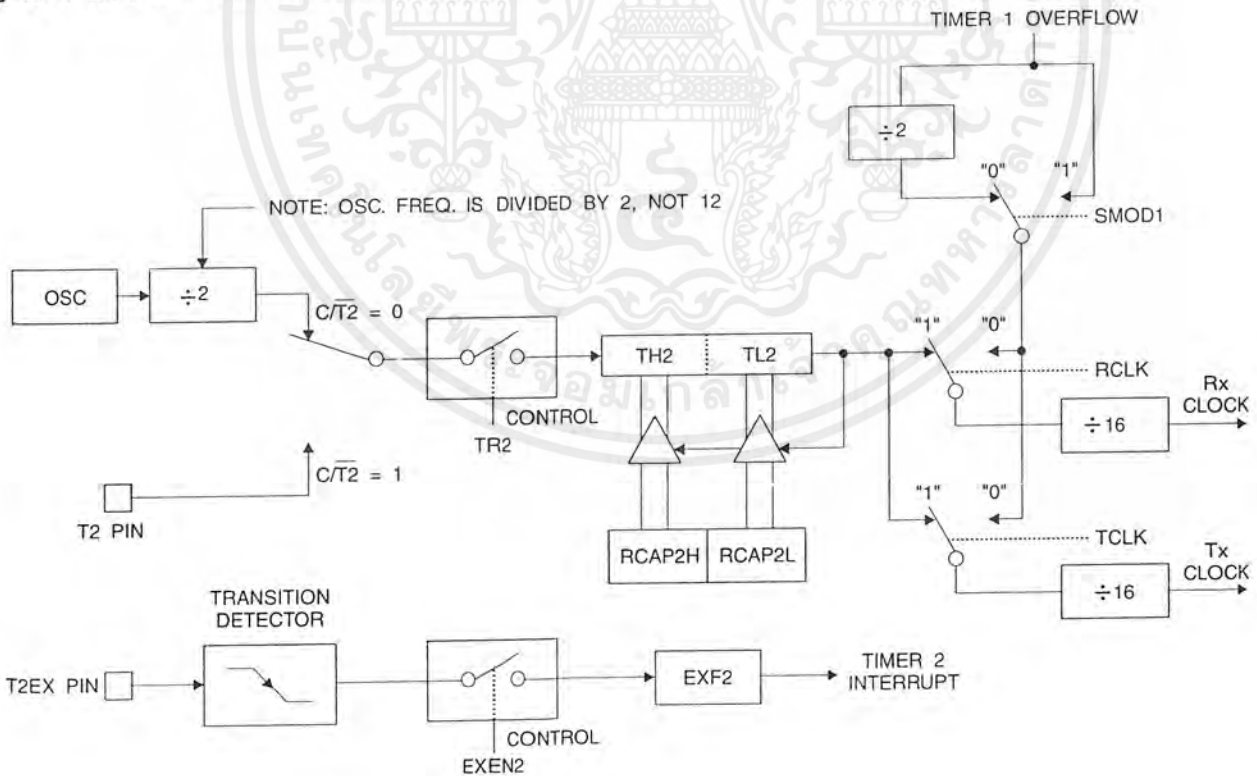 TIMER 1 OVERFLOW
÷2
"0" "1"
NOTE: OSC. FREQ. IS DIVIDED BY 2, NOT 12
SMOD1
OSC
÷2
C/T2 = 0
TH2 TL2
"1" "0"
RCLK
Rx
CLOCK
CONTROL
TR2
÷16
C/T2 = 1
T2 PIN
"1" "0"
RCAP2H RCAP2L
TCLK
Tx
CLOCK
÷16
TRANSITION
DETECTOR
T2EX PIN
EXF2
TIMER 2
INTERRUPT
CONTROL
EXEN2